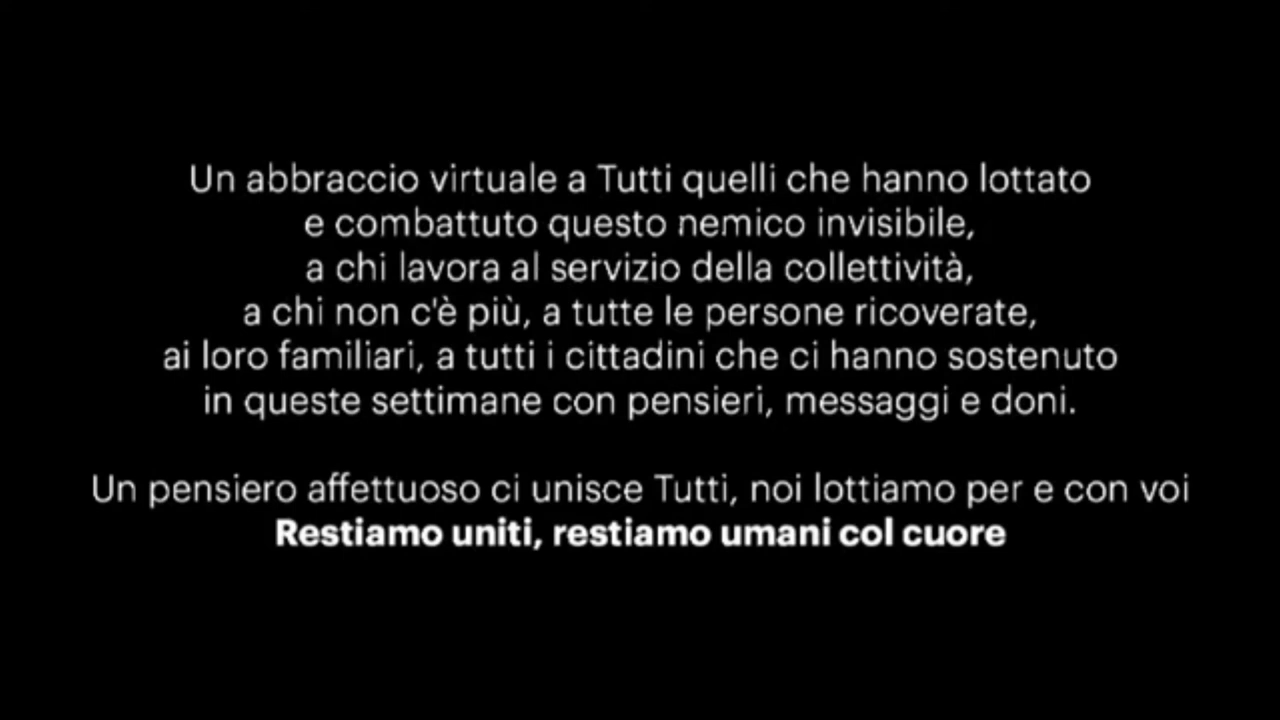 Un abbraccio virtuale a Tutti quelli che hanno lottato
e combattuto questo nemico invisibile,
a chi lavora al servizio della collettività,
a chi non c'è più, a tutte le persone ricoverate,
ai loro familiari, a tutti i cittadini che ci hanno sostenuto
in queste settimane con pensieri, messaggi e doni.
Un pensiero affettuoso ci unisce Tutti, noi lottiamo per e con voi
Restiamo uniti, restiamo umani col cuore